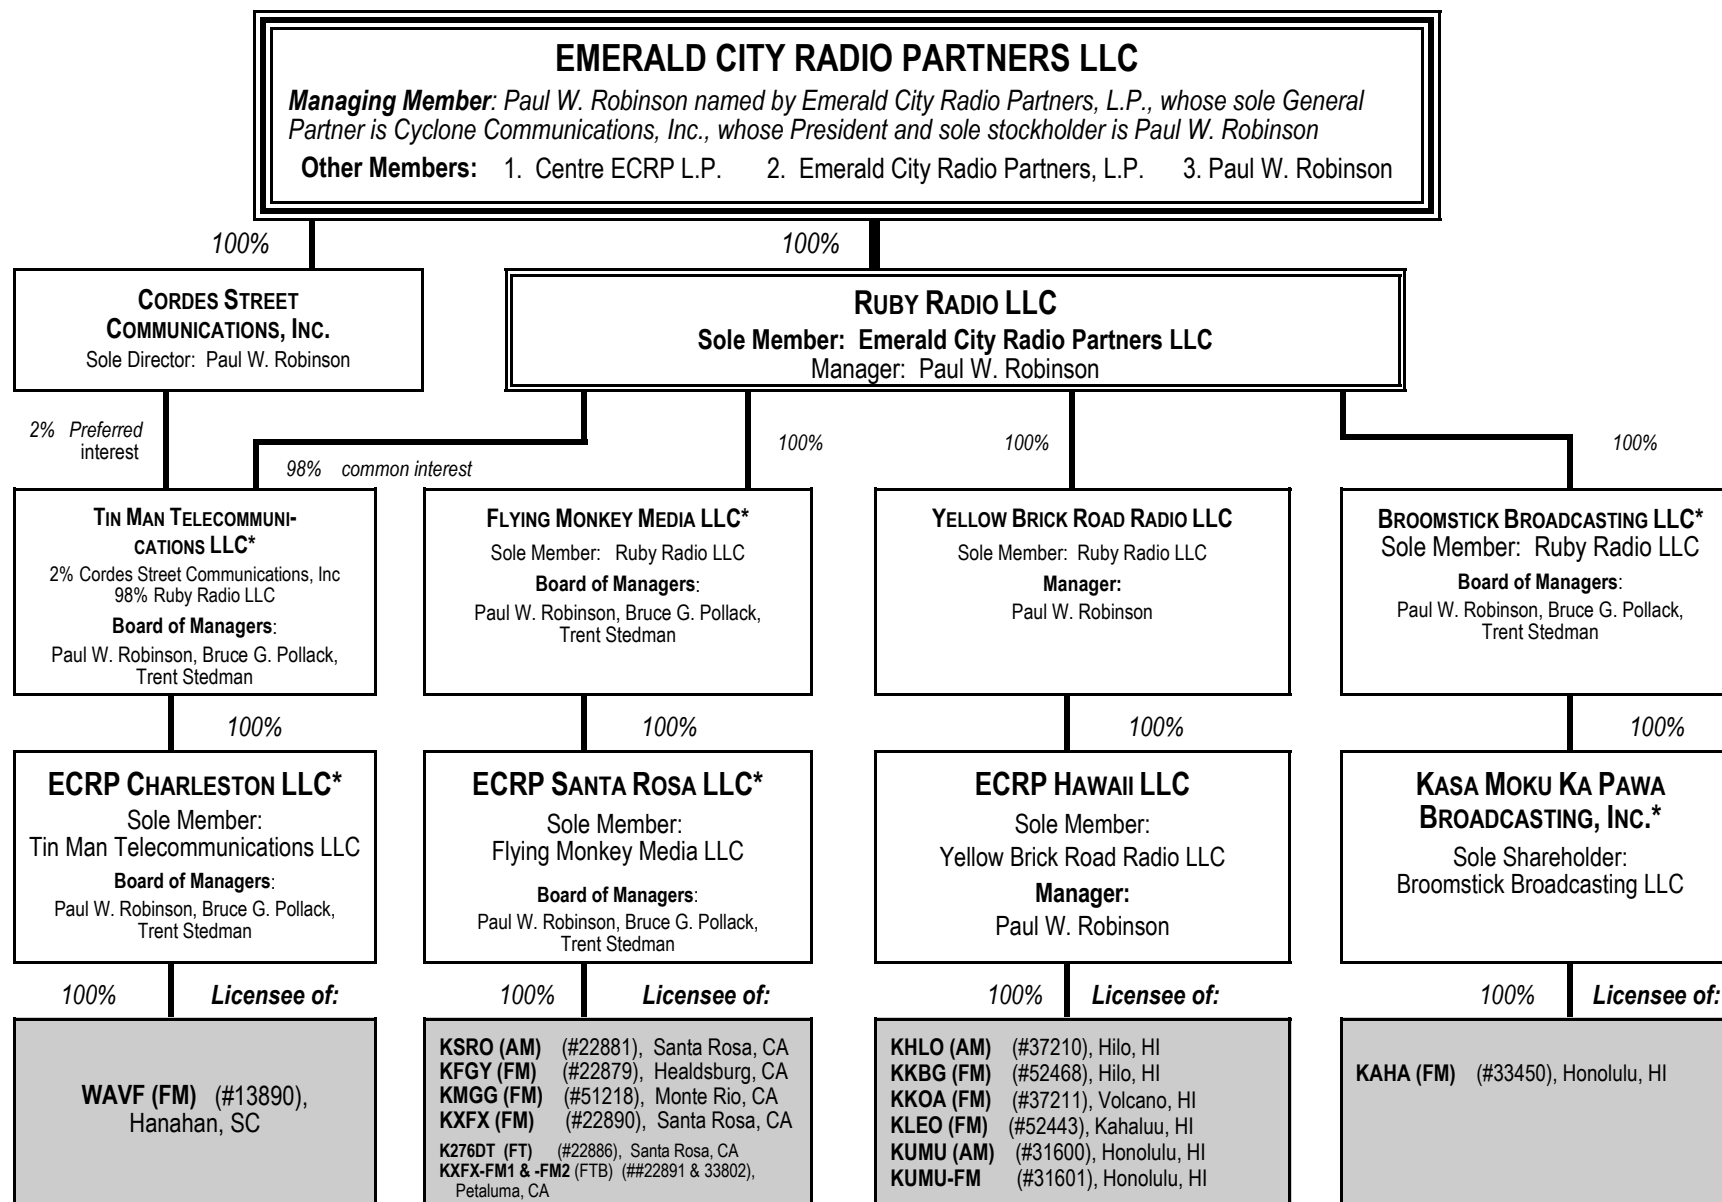 EMERALD CITY RADIO PARTNERS LLC
Managing Member: Paul W. Robinson named by Emerald City Radio Partners, L.P., whose sole General
Partner is Cyclone Communications, Inc., whose President and sole stockholder is Paul W. Robinson
Other Members: 1. Centre ECRP L.P. 2. Emerald City Radio Partners, L.P. 3. Paul W. Robinson
100%
100%
CORDES STREET
COMMUNICATIONS, INC.
Sole Director: Paul W. Robinson
RUBY RADIO LLC
Sole Member: Emerald City Radio Partners LLC
Manager: Paul W. Robinson
2% Preferred
interest
98% common interest
100%
100%
100%
TIN MAN TELECOMMUNI-
CATIONS LLC*
2% Cordes Street Communications, Inc
98% Ruby Radio LLC
Board of Managers:
Paul W. Robinson, Bruce G. Pollack,
Trent Stedman
FLYING MONKEY MEDIA LLC*
Sole Member: Ruby Radio LLC
Board of Managers:
Paul W. Robinson, Bruce G. Pollack,
Trent Stedman
YELLOW BRICK ROAD RADIO LLC
Sole Member: Ruby Radio LLC
Manager:
Paul W. Robinson
BROOMSTICK BROADCASTING LLC*
Sole Member: Ruby Radio LLC
Board of Managers:
Paul W. Robinson, Bruce G. Pollack,
Trent Stedman
100%
100%
100%
100%
ECRP CHARLESTON LLC*
Sole Member:
Tin Man Telecommunications LLC
Board of Managers:
Paul W. Robinson, Bruce G. Pollack,
Trent Stedman
ECRP SANTA ROSA LLC*
Sole Member:
Flying Monkey Media LLC
Board of Managers:
Paul W. Robinson, Bruce G. Pollack,
Trent Stedman
ECRP HAWAII LLC
Sole Member:
Yellow Brick Road Radio LLC
Manager:
Paul W. Robinson
KASA MOKU KA PAWA
BROADCASTING, INC.*
Sole Shareholder:
Broomstick Broadcasting LLC
100% Licensee of:
100% Licensee of:
100% Licensee of:
100% Licensee of:
WAVF (FM) (#13890),
Hanahan, SC
KSRO (AM) (#22881), Santa Rosa, CA
KFGY (FM) (#22879), Healdsburg, CA
KMGG (FM) (#51218), Monte Rio, CA
KXFX (FM) (#22890), Santa Rosa, CA
K276DT (FT) (#22886), Santa Rosa, CA
KXFX-FM1 & -FM2 (FTB) (##22891 & 33802),
Petaluma, CA
KHLO (AM) (#37210), Hilo, HI
KKBG (FM) (#52468), Hilo, HI
KKOA (FM) (#37211), Volcano, HI
KLEO (FM) (#52443), Kahaluu, HI
KUMU (AM) (#31600), Honolulu, HI
KUMU-FM (#31601), Honolulu, HI
KAHA (FM) (#33450), Honolulu, HI